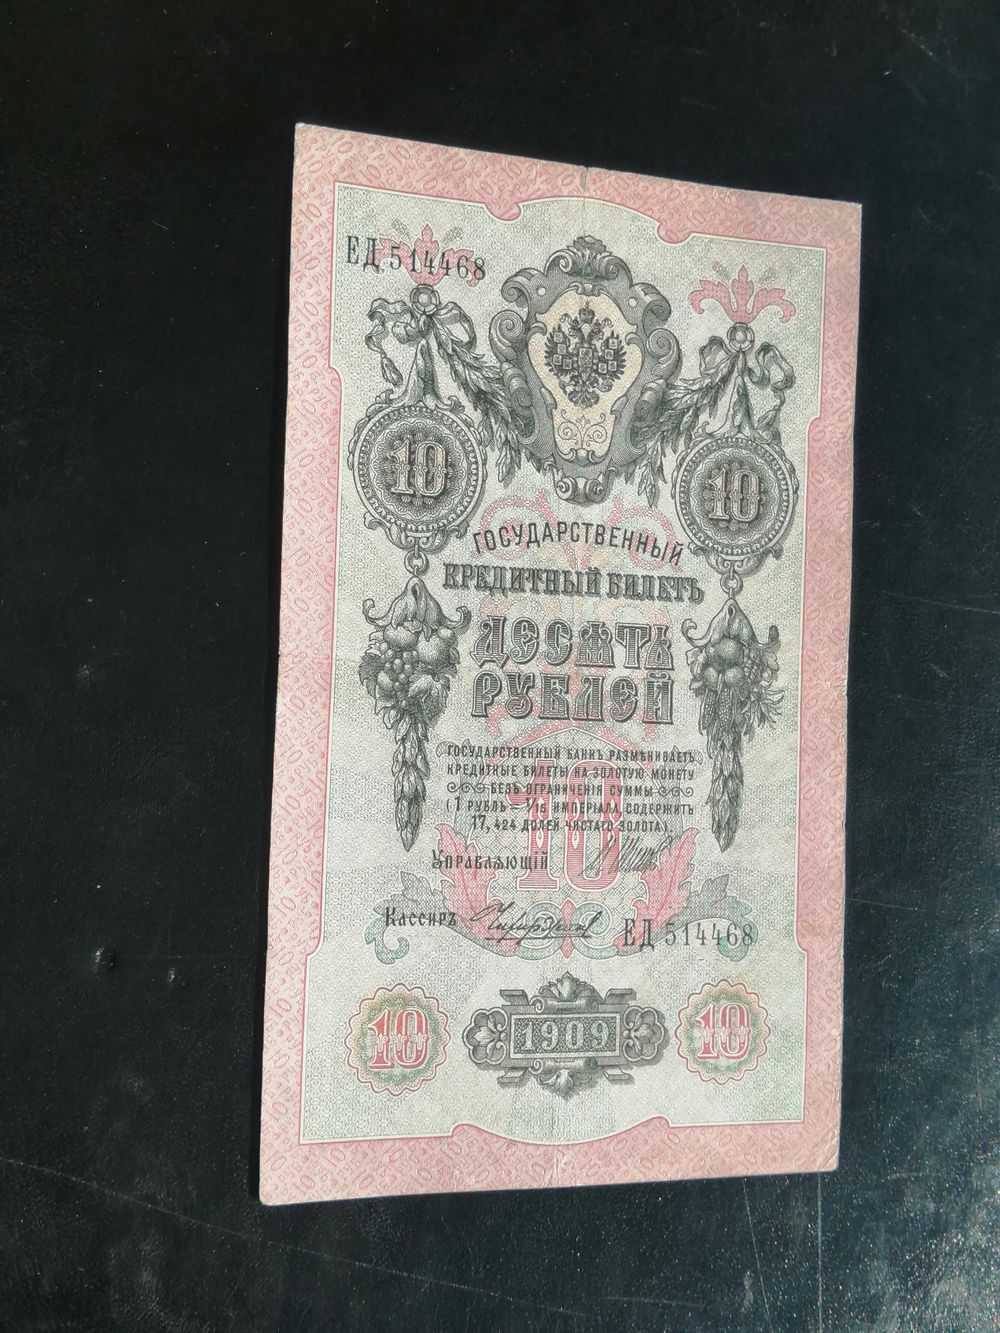 ЕД 514468
10 10
ГОСУДАРСТВЕННЫЙ
КРЕДИТНЫЙ БИЛЕТЪ
ДЕСЯТЬ
РУБЛЕЙ
ГОСУДАРСТВЕННЫЙ БАНКЪ РАЗМѢНИВАЕТЪ
КРЕДИТНЫЕ БИЛЕТЫ НА ЗОЛОТУЮ МОНЕТУ
БЕЗЪ ОГРАНИЧЕНІЯ СУММЫ
(1 РУБЛЬ = 1/15 ИМПЕРІАЛА, СОДЕРЖИТЪ
17,424 ДОЛЕЙ ЧИСТАГО ЗОЛОТА).
10
УПРАВЛЯЮЩІЙ
КАССИРЪ
ЕД 514468
10 1909 10